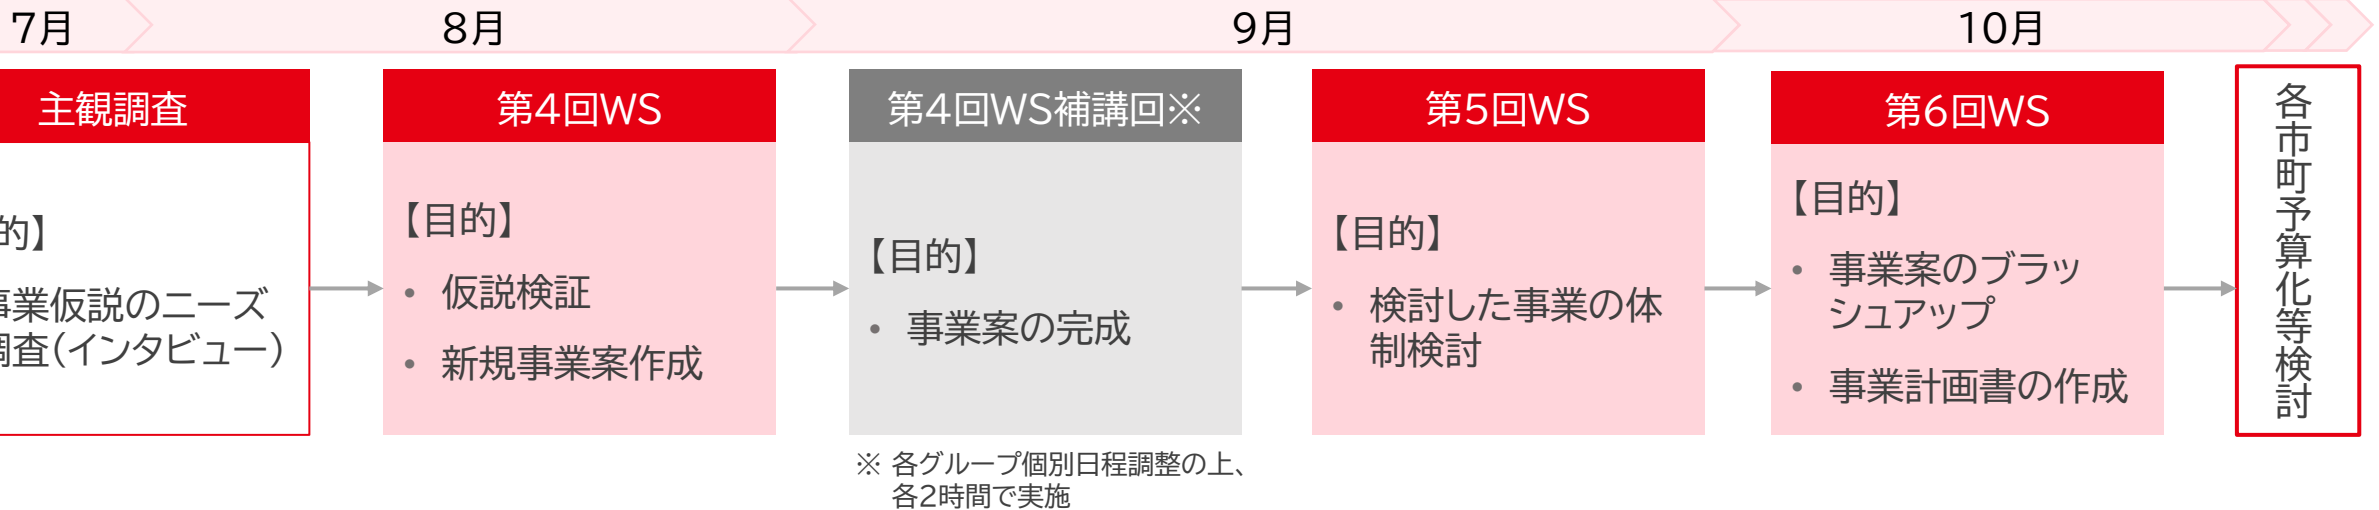 7月
8月
9月
10月
主観調査
的】
事業仮説のニーズ
調査（インタビュー）
第4回WS
【目的】
• 仮説検証
• 新規事業案作成
第4回WS補講回※
【目的】
• 事業案の完成
※ 各グループ個別日程調整の上、
各2時間で実施
第5回WS
【目的】
• 検討した事業の体
制検討
第6回WS
【目的】
• 事業案のブラッ
シュアップ
• 事業計画書の作成
各市町予算化等検討